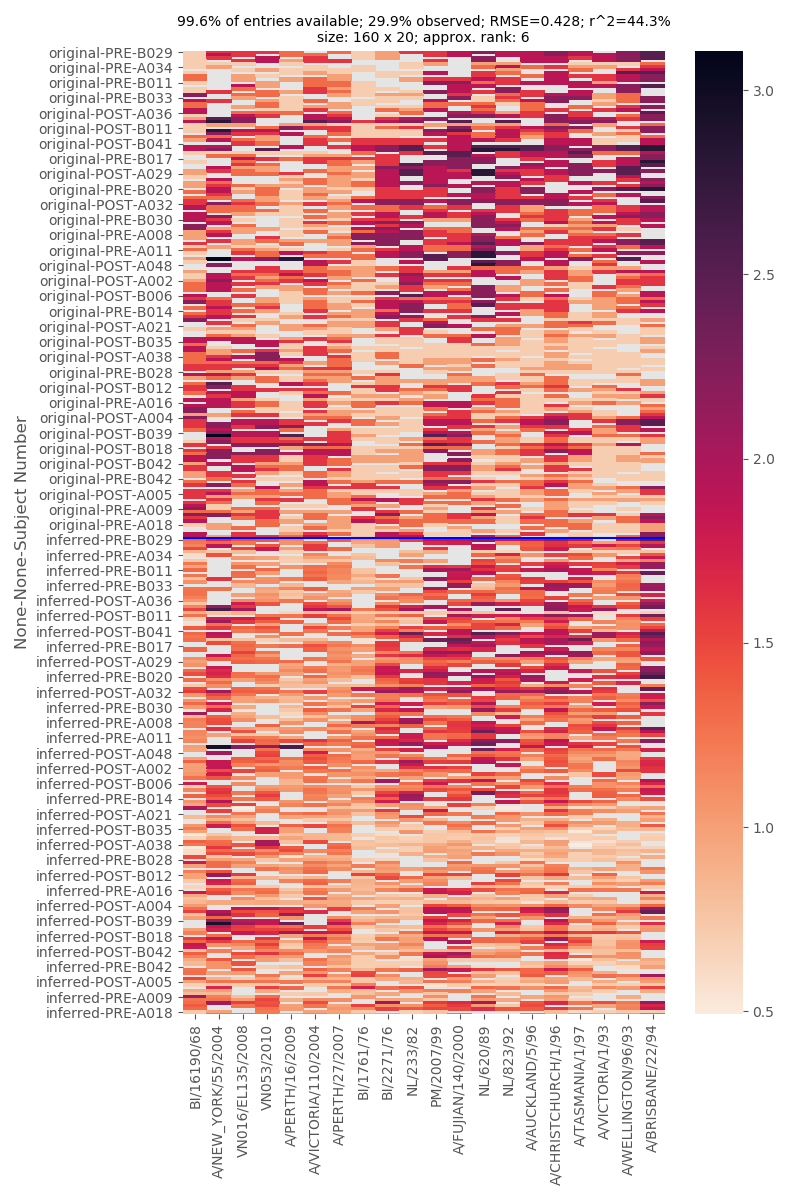 99.6% of entries available; 29.9% observed; RMSE=0.428; r^2=44.3%
size: 160 x 20; approx. rank: 6
None-None-Subject Number
original-PRE-B029
original-PRE-A034
original-PRE-B011
original-PRE-B033
original-POST-A036
original-POST-B011
original-POST-B041
original-PRE-B017
original-POST-A029
original-PRE-B020
original-POST-A032
original-PRE-B030
original-PRE-A008
original-PRE-A011
original-POST-A048
original-POST-A002
original-POST-B006
original-PRE-B014
original-POST-A021
original-POST-B035
original-POST-A038
original-PRE-B028
original-POST-B012
original-PRE-A016
original-POST-A004
original-POST-B039
original-POST-B018
original-POST-B042
original-PRE-B042
original-POST-A005
original-PRE-A009
original-PRE-A018
inferred-PRE-B029
inferred-PRE-A034
inferred-PRE-B011
inferred-PRE-B033
inferred-POST-A036
inferred-POST-B011
inferred-POST-B041
inferred-PRE-B017
inferred-POST-A029
inferred-PRE-B020
inferred-POST-A032
inferred-PRE-B030
inferred-PRE-A008
inferred-PRE-A011
inferred-POST-A048
inferred-POST-A002
inferred-POST-B006
inferred-PRE-B014
inferred-POST-A021
inferred-POST-B035
inferred-POST-A038
inferred-PRE-B028
inferred-POST-B012
inferred-PRE-A016
inferred-POST-A004
inferred-POST-B039
inferred-POST-B018
inferred-POST-B042
inferred-PRE-B042
inferred-POST-A005
inferred-PRE-A009
inferred-PRE-A018
BI/16190/68
A/NEW_YORK/55/2004
VN016/EL135/2008
VN053/2010
A/PERTH/16/2009
A/VICTORIA/110/2004
A/PERTH/27/2007
BI/1761/76
BI/2271/76
NL/233/82
PM/2007/99
A/FUJIAN/140/2000
NL/620/89
NL/823/92
A/AUCKLAND/5/96
A/CHRISTCHURCH/1/96
A/TASMANIA/1/97
A/VICTORIA/1/93
A/WELLINGTON/96/93
A/BRISBANE/22/94
3.0
2.5
2.0
1.5
1.0
0.5